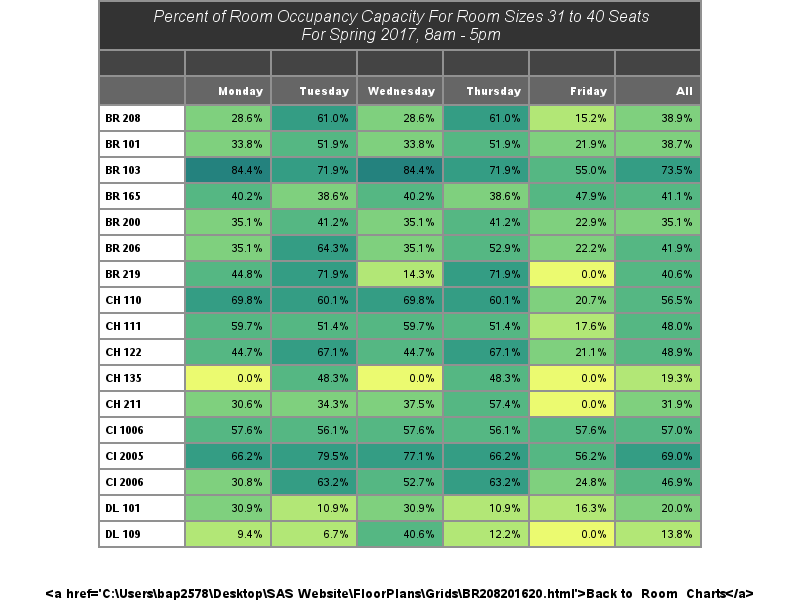 Percent of Room Occupancy Capacity For Room Sizes 31 to 40 Seats
For Spring 2017, 8am - 5pm
Monday Tuesday Wednesday Thursday Friday All
BR 208 28.6% 61.0% 28.6% 61.0% 15.2% 38.9%
BR 101 33.8% 51.9% 33.8% 51.9% 21.9% 38.7%
BR 103 84.4% 71.9% 84.4% 71.9% 55.0% 73.5%
BR 165 40.2% 38.6% 40.2% 38.6% 47.9% 41.1%
BR 200 35.1% 41.2% 35.1% 41.2% 22.9% 35.1%
BR 206 35.1% 64.3% 35.1% 52.9% 22.2% 41.9%
BR 219 44.8% 71.9% 14.3% 71.9% 0.0% 40.6%
CH 110 69.8% 60.1% 69.8% 60.1% 20.7% 56.5%
CH 111 59.7% 51.4% 59.7% 51.4% 17.6% 48.0%
CH 122 44.7% 67.1% 44.7% 67.1% 21.1% 48.9%
CH 135 0.0% 48.3% 0.0% 48.3% 0.0% 19.3%
CH 211 30.6% 34.3% 37.5% 57.4% 0.0% 31.9%
CI 1006 57.6% 56.1% 57.6% 56.1% 57.6% 57.0%
CI 2005 66.2% 79.5% 77.1% 66.2% 56.2% 69.0%
CI 2006 30.8% 63.2% 52.7% 63.2% 24.8% 46.9%
DL 101 30.9% 10.9% 30.9% 10.9% 16.3% 20.0%
DL 109 9.4% 6.7% 40.6% 12.2% 0.0% 13.8%
<a href='C:\Users\bap2578\Desktop\SAS Website\FloorPlans\Grids\BR208201620.html'>Back to Room Charts</a>